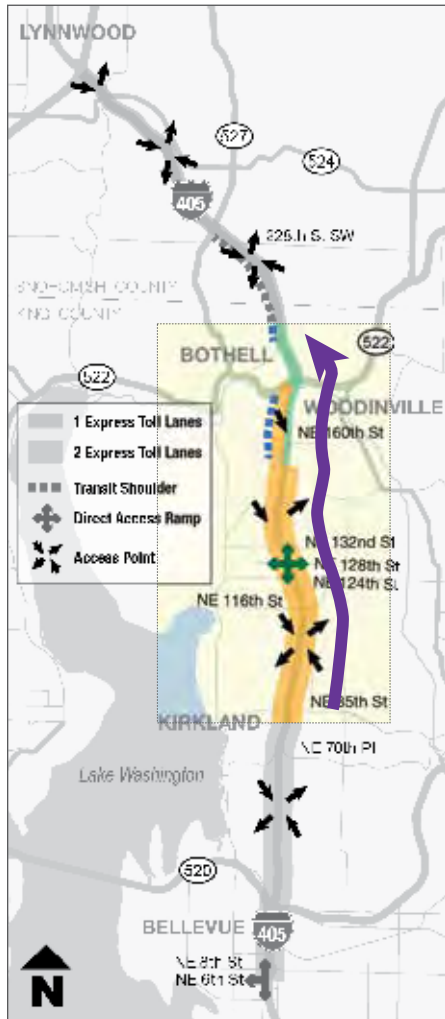 LYNNWOOD
527
524
405
228th St SW
SNOHOMISH COUNTY
KING COUNTY
BOTHELL
522
522
WOODINVILLE
1 Express Toll Lanes
2 Express Toll Lanes
Transit Shoulder
Direct Access Ramp
Access Point
NE 160th St
NE 132nd St
NE 128th St
NE 124th St
NE 116th St
NE 85th St
KIRKLAND
NE 70th Pl
Lake Washington
520
BELLEVUE
405
NE 8th St
NE 6th St
N